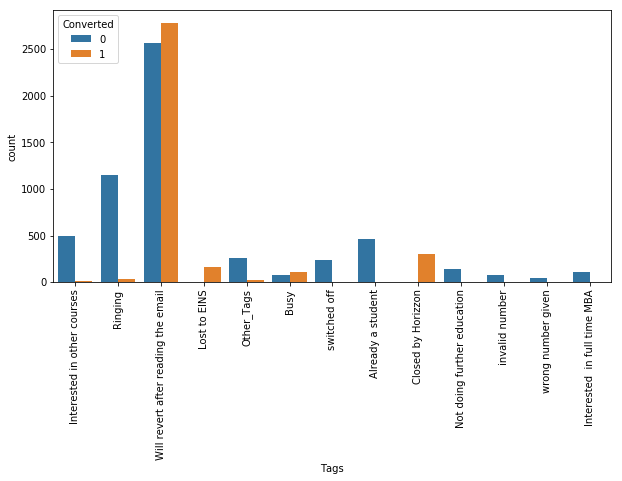 Converted
0
1
2500
2000
1500
1000
500
0
count
Interested in other courses
Ringing
Will revert after reading the email
Lost to EINS
Other_Tags
Busy
switched off
Already a student
Closed by Horizzon
Not doing further education
invalid number
wrong number given
Interested  in full time MBA
Tags